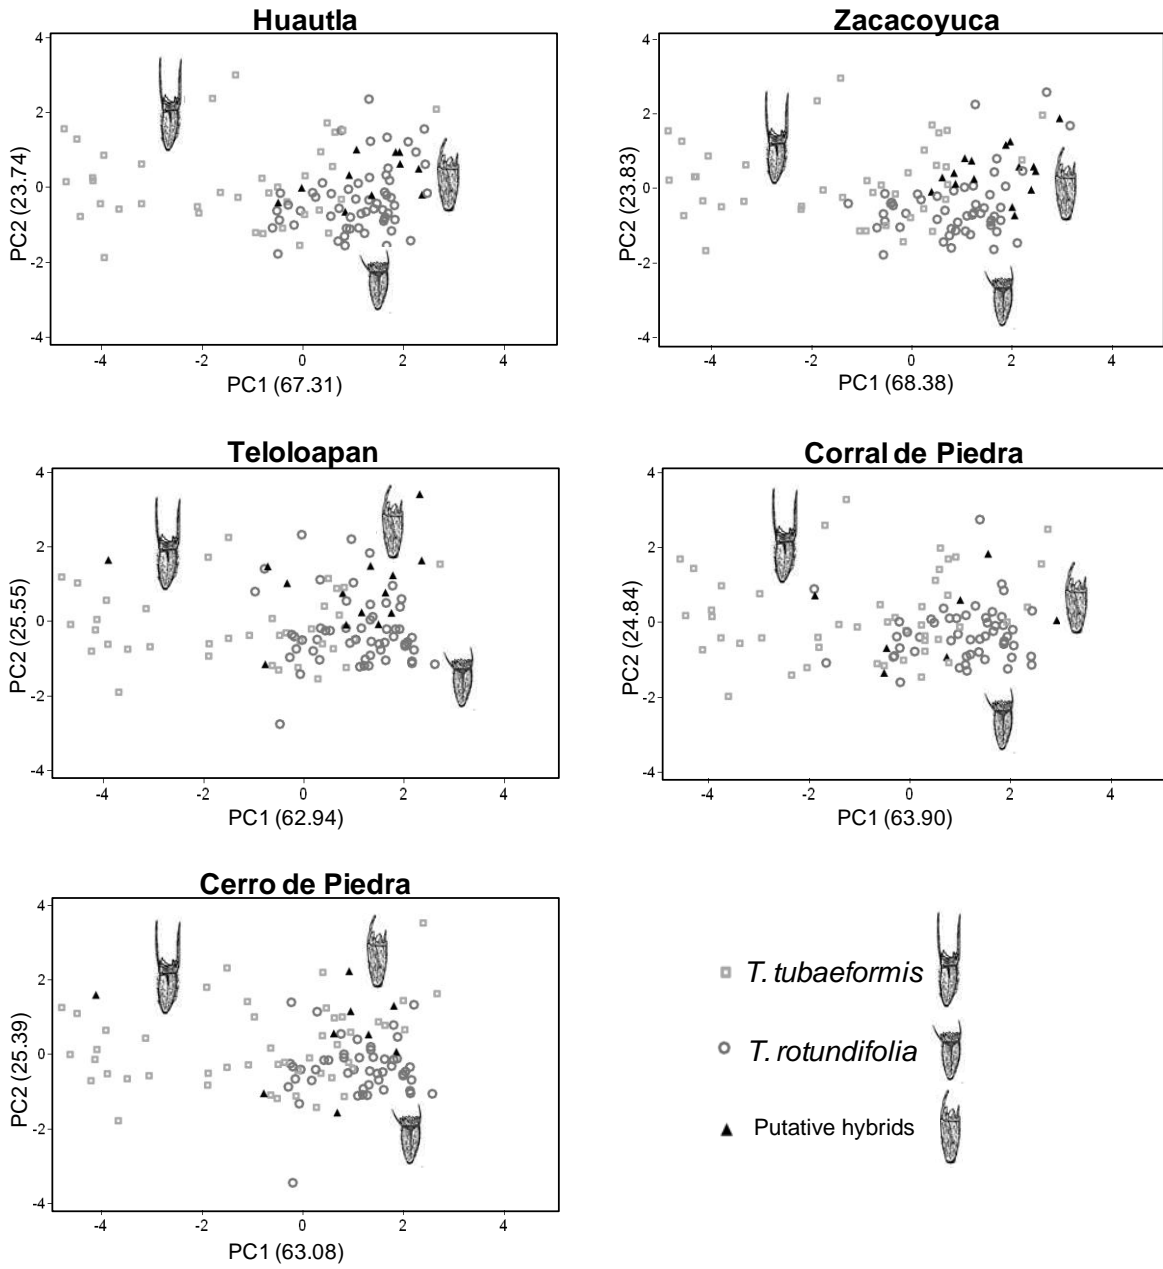 Huautla
4
2
0
-2
-4
PC2 (23.74)
-4 -2 0 2 4
PC1 (67.31)
Zacacoyuca
4
2
0
-2
-4
PC2 (23.83)
-4 -2 0 2 4
PC1 (68.38)
Teloloapan
4
2
0
-2
-4
PC2 (25.55)
-4 -2 0 2 4
PC1 (62.94)
Corral de Piedra
4
2
0
-2
-4
PC2 (24.84)
-4 -2 0 2 4
PC1 (63.90)
Cerro de Piedra
4
2
0
-2
-4
PC2 (25.39)
-4 -2 0 2 4
PC1 (63.08)
T. tubaeformis
T. rotundifolia
Putative hybrids